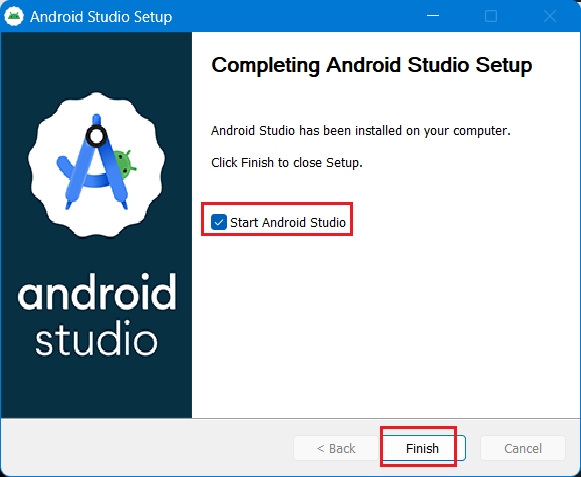 Android Studio Setup
Completing Android Studio Setup
Android Studio has been installed on your computer.
Click Finish to close Setup.
Start Android Studio
android
studio
< Back
Finish
Cancel